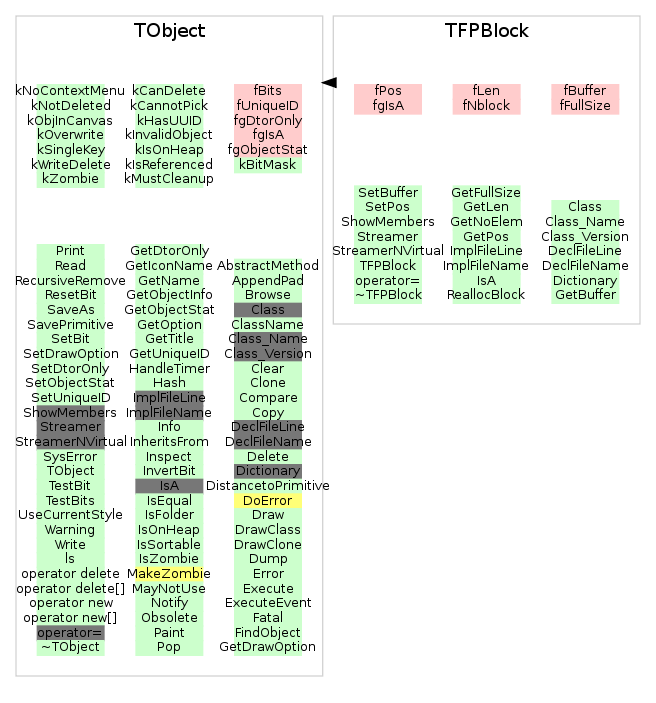 TObject
kNoContextMenu
kNotDeleted
kObjInCanvas
kOverwrite
kSingleKey
kWriteDelete
kZombie
kCanDelete
kCannotPick
kHasUUID
kInvalidObject
kIsOnHeap
kIsReferenced
kMustCleanup
fBits
fUniqueID
fgDtorOnly
fgIsA
fgObjectStat
kBitMask
Print
Read
RecursiveRemove
ResetBit
SaveAs
SavePrimitive
SetBit
SetDrawOption
SetDtorOnly
SetObjectStat
SetUniqueID
ShowMembers
Streamer
StreamerNVirtual
SysError
TObject
TestBit
TestBits
UseCurrentStyle
Warning
Write
ls
operator delete
operator delete[]
operator new
operator new[]
operator=
~TObject
GetDtorOnly
GetIconName
GetName
GetObjectInfo
GetObjectStat
GetOption
GetTitle
GetUniqueID
HandleTimer
Hash
ImplFileLine
ImplFileName
Info
InheritsFrom
Inspect
InvertBit
IsA
IsEqual
IsFolder
IsOnHeap
IsSortable
IsZombie
MakeZombie
MayNotUse
Notify
Obsolete
Paint
Pop
AbstractMethod
AppendPad
Browse
Class
ClassName
Class_Name
Class_Version
Clear
Clone
Compare
Copy
DeclFileLine
DeclFileName
Delete
Dictionary
DistancetoPrimitive
DoError
Draw
DrawClass
DrawClone
Dump
Error
Execute
ExecuteEvent
Fatal
FindObject
GetDrawOption
TFPBlock
fPos
fgIsA
fLen
fNblock
fBuffer
fFullSize
SetBuffer
SetPos
ShowMembers
Streamer
StreamerNVirtual
TFPBlock
operator=
~TFPBlock
GetFullSize
GetLen
GetNoElem
GetPos
ImplFileLine
ImplFileName
IsA
ReallocBlock
Class
Class_Name
Class_Version
DeclFileLine
DeclFileName
Dictionary
GetBuffer